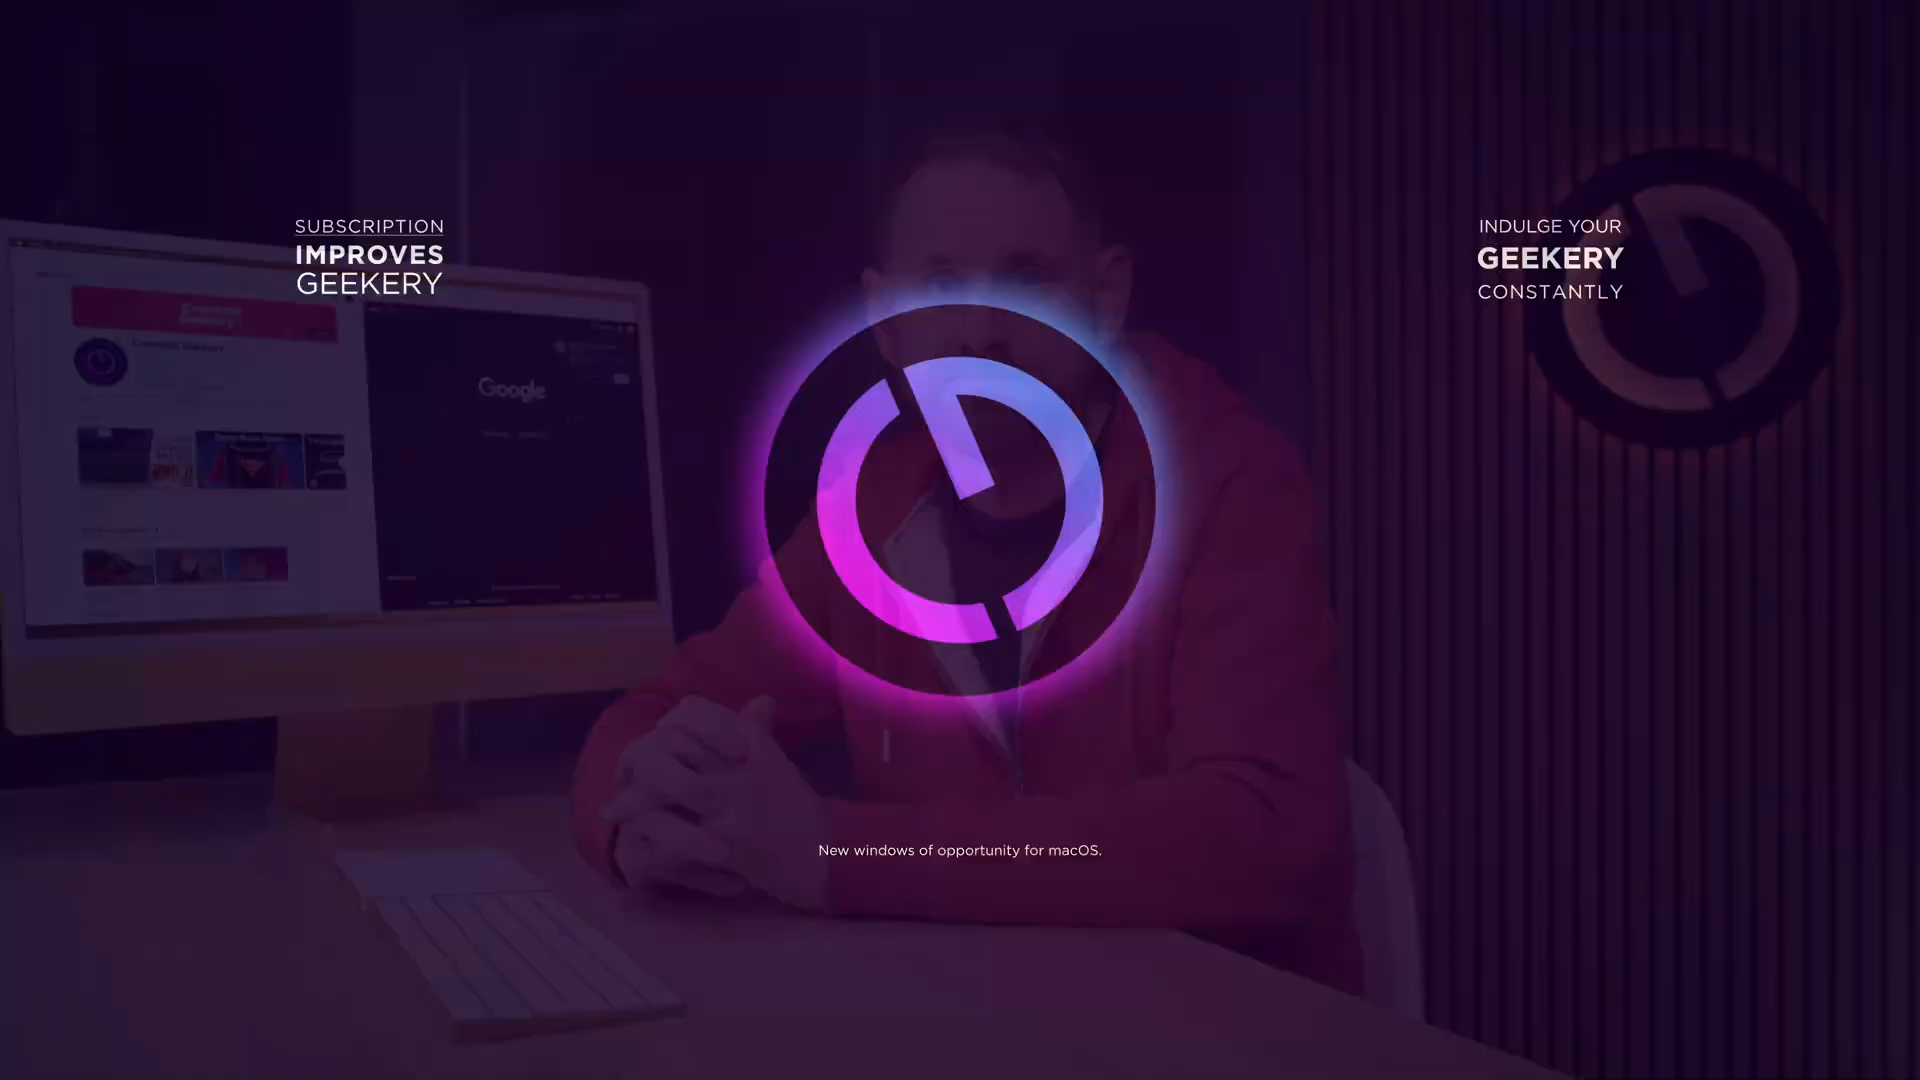 SUBSCRIPTION
IMPROVES
GEEKERY
INDULGE YOUR
GEEKERY
CONSTANTLY
Google
New windows of opportunity for macOS.